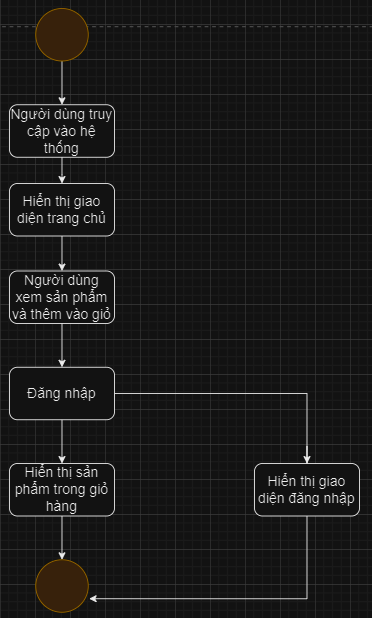 Người dùng truy
cập vào hệ
thống
Hiển thị giao
diện trang chủ
Người dùng
xem sản phẩm
và thêm vào giỏ
Đăng nhập
Hiển thị sản
phẩm trong giỏ
hàng
Hiển thị giao
diện đăng nhập